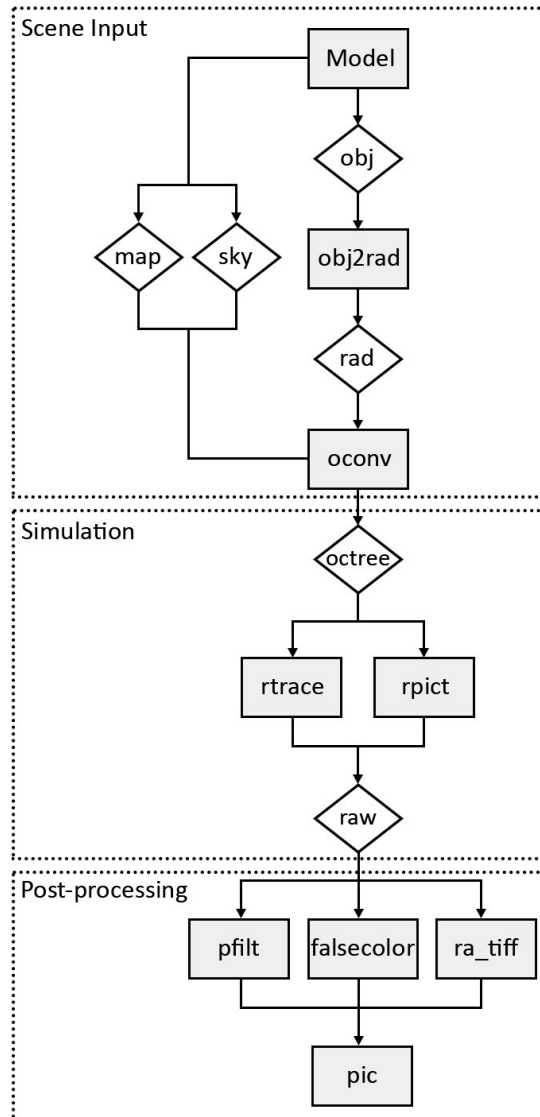 Scene Input
Model
obj
map
sky
obj2rad
rad
oconv
Simulation
octree
rtrace
rpict
raw
Post-processing
pfilt
falsecolor
ra_tiff
pic